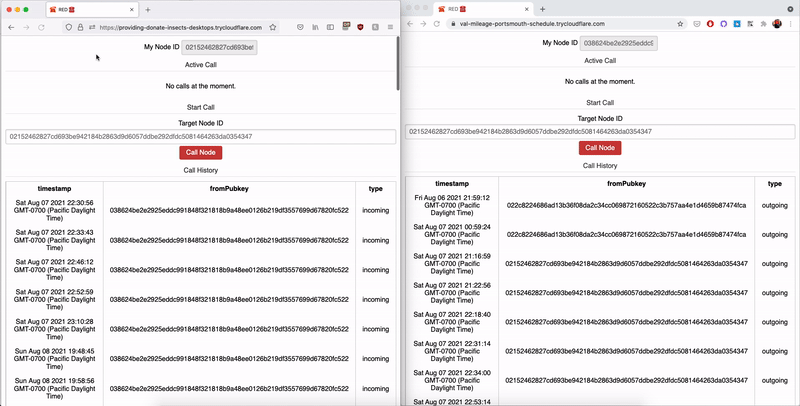 RED
https://providing-donate-insects-desktops.trycloudflare.com
My Node ID 02152462827cd693be9
Active Call
No calls at the moment.
Start Call
Target Node ID
02152462827cd693be942184b2863d9d6057ddbe292dfdc5081464263da0354347
Call Node
Call History
timestamp fromPubkey type
Sat Aug 07 2021 22:30:56
GMT-0700 (Pacific Daylight
Time)
038624be2e2925eddc991848f321818b9a48ee0126b219df3557699d67820fc522 incoming
Sat Aug 07 2021 22:33:43
GMT-0700 (Pacific Daylight
Time)
038624be2e2925eddc991848f321818b9a48ee0126b219df3557699d67820fc522 incoming
Sat Aug 07 2021 22:46:12
GMT-0700 (Pacific Daylight
Time)
038624be2e2925eddc991848f321818b9a48ee0126b219df3557699d67820fc522 incoming
Sat Aug 07 2021 22:52:59
GMT-0700 (Pacific Daylight
Time)
038624be2e2925eddc991848f321818b9a48ee0126b219df3557699d67820fc522 incoming
Sat Aug 07 2021 23:10:28
GMT-0700 (Pacific Daylight
Time)
038624be2e2925eddc991848f321818b9a48ee0126b219df3557699d67820fc522 incoming
Sun Aug 08 2021 19:48:45
GMT-0700 (Pacific Daylight
Time)
038624be2e2925eddc991848f321818b9a48ee0126b219df3557699d67820fc522 incoming
Sun Aug 08 2021 19:58:56
GMT-0700 (Pacific Daylight
Time)
038624be2e2925eddc991848f321818b9a48ee0126b219df3557699d67820fc522 incoming
RED
val-mileage-portsmouth-schedule.trycloudflare.com
My Node ID 038624be2e2925eddc9
Active Call
No calls at the moment.
Start Call
Target Node ID
02152462827cd693be942184b2863d9d6057ddbe292dfdc5081464263da0354347
Call Node
Call History
timestamp fromPubkey type
Fri Aug 06 2021 21:59:12
GMT-0700 (Pacific
Daylight Time)
022c8224686ad13b36f08da2c34cc069872160522c3b757aa4e1d4659b87474fca outgoing
Sat Aug 07 2021 00:59:24
GMT-0700 (Pacific
Daylight Time)
022c8224686ad13b36f08da2c34cc069872160522c3b757aa4e1d4659b87474fca outgoing
Sat Aug 07 2021 21:16:59
GMT-0700 (Pacific
Daylight Time)
02152462827cd693be942184b2863d9d6057ddbe292dfdc5081464263da0354347 outgoing
Sat Aug 07 2021 21:22:56
GMT-0700 (Pacific
Daylight Time)
02152462827cd693be942184b2863d9d6057ddbe292dfdc5081464263da0354347 outgoing
Sat Aug 07 2021 22:18:40
GMT-0700 (Pacific
Daylight Time)
02152462827cd693be942184b2863d9d6057ddbe292dfdc5081464263da0354347 outgoing
Sat Aug 07 2021 22:31:14
GMT-0700 (Pacific
Daylight Time)
02152462827cd693be942184b2863d9d6057ddbe292dfdc5081464263da0354347 outgoing
Sat Aug 07 2021 22:34:00
GMT-0700 (Pacific
Daylight Time)
02152462827cd693be942184b2863d9d6057ddbe292dfdc5081464263da0354347 outgoing
Sat Aug 07 2021 22:53:14